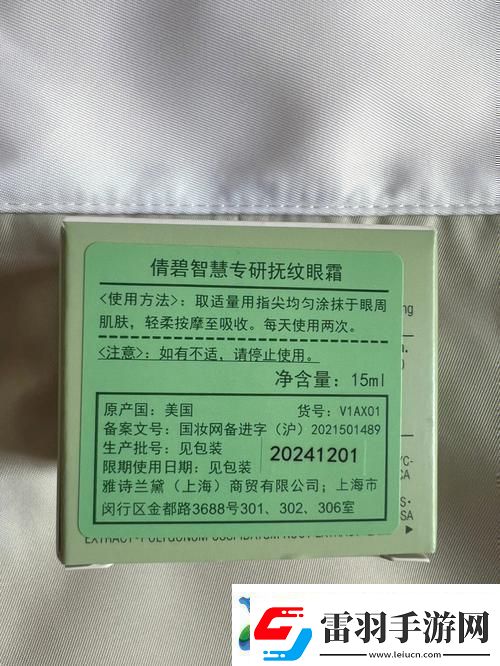 倩碧智慧专研抚纹眼霜
<使用方法>：取适量用指尖均匀涂抹于眼周
肌肤，轻柔按摩至吸收。每天使用两次。
<注意>：如有不适，请停止使用。
净含量：15ml
原产国：美国 货号：V1AX01
备案文号：国妆网备进字（沪）2021501489
生产批号：见包装
限期使用日期：见包装
20241201
雅诗兰黛（上海）商贸有限公司；上海市
闵行区金都路3688号301、302、306室
雷羽手游网
www.leiucn.com